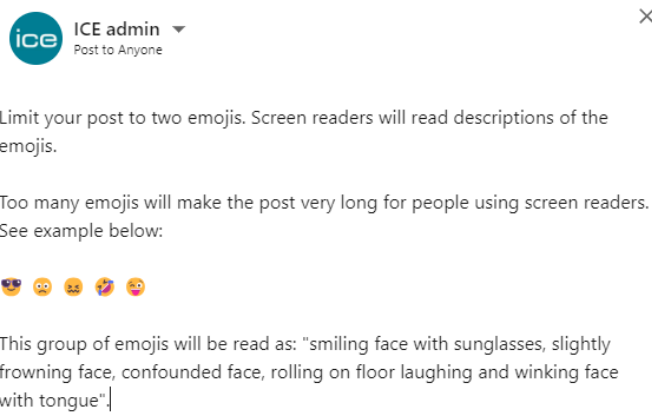 ice
ICE admin
Post to Anyone
Limit your post to two emojis. Screen readers will read descriptions of the
emojis.
Too many emojis will make the post very long for people using screen readers.
See example below:
😎 🙁 😖 🤣 😜
This group of emojis will be read as: "smiling face with sunglasses, slightly
frowning face, confounded face, rolling on floor laughing and winking face
with tongue".